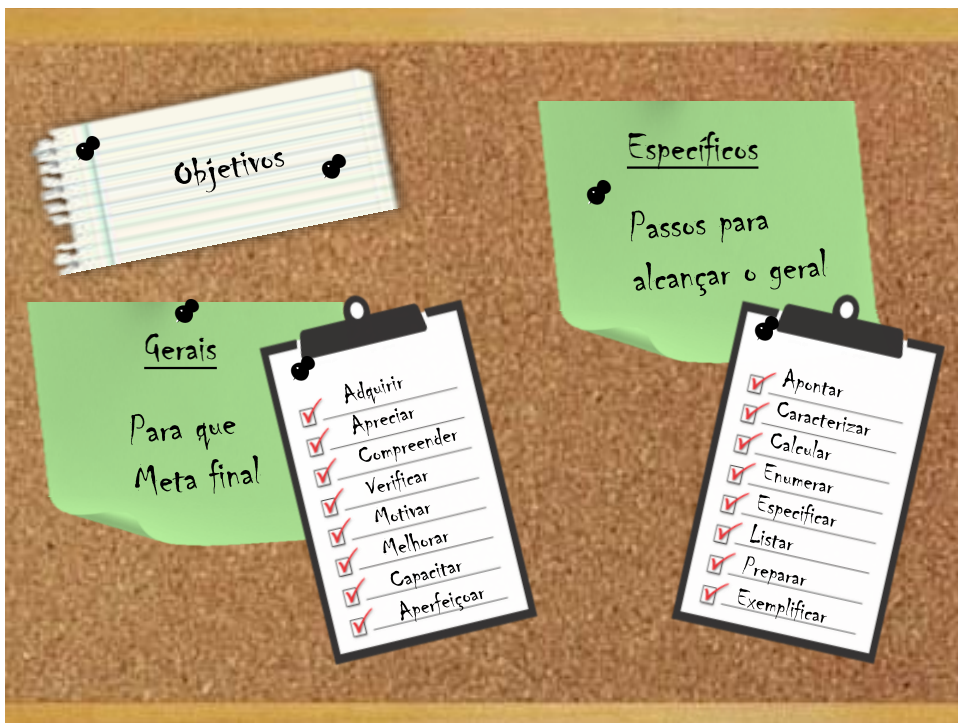 Objetivos
Gerais
Para que
Meta final
Adquirir
Apreciar
Compreender
Verificar
Motivar
Melhorar
Capacitar
Aperfeiçoar
Específicos
Passos para
alcançar o geral
Apontar
Caracterizar
Calcular
Enumerar
Especificar
Listar
Preparar
Exemplificar